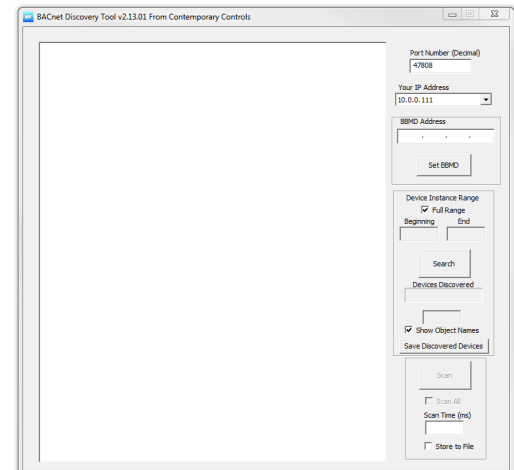 BACnet Discovery Tool v2.13.01 From Contemporary Controls
Port Number (Decimal)
47808
Your IP Address
10.0.0.111
BBMD Address
. . .
Set BBMD
Device Instance Range
Full Range
Beginning End
Search
Devices Discovered
Show Object Names
Save Discovered Devices
Scan
Scan All
Scan Time (ms)
Store to File